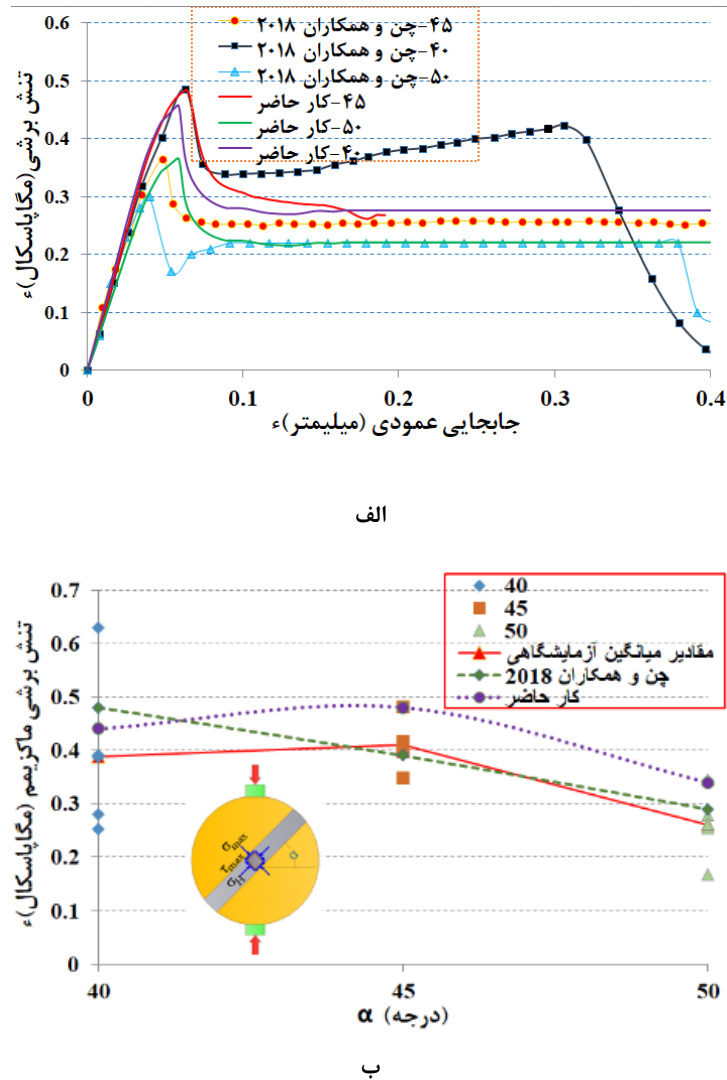 تنش برشی (مگاپاسکال)ء
0.6
0.5
0.4
0.3
0.2
0.1
0
۴۵-چن و همکاران ۲۰۱۸
۴۰-چن و همکاران ۲۰۱۸
۵۰-چن و همکاران ۲۰۱۸
۴۵-کار حاضر
۵۰-کار حاضر
۴۰-کار حاضر
0 0.1 0.2 0.3 0.4
جابجایی عمودی (میلیمتر)ء
الف
تنش برشی ماکزیمم (مگاپاسکال)ء
0.7
0.6
0.5
0.4
0.3
0.2
0.1
0
40
45
50
مقادیر میانگین آزمایشگاهی
چن و همکاران 2018
کار حاضر
σmax
τmax
σH
α
40 45 50
α (درجه)
ب